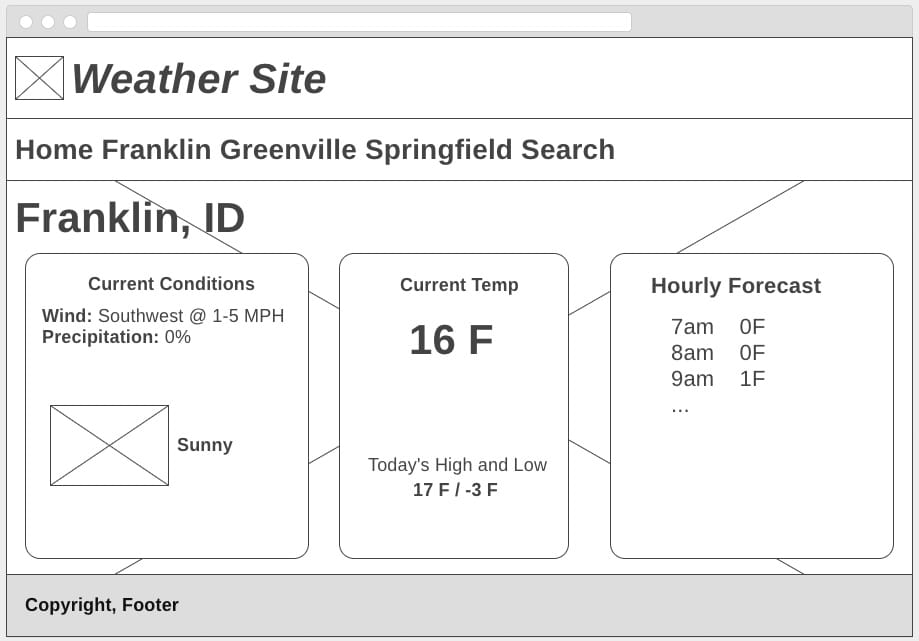 Weather Site
Home Franklin Greenville Springfield Search
Franklin, ID
Current Conditions
Wind: Southwest @ 1-5 MPH
Precipitation: 0%
Sunny
Current Temp
16 F
Today's High and Low
17 F / -3 F
Hourly Forecast
7am 0F
8am 0F
9am 1F
...
Copyright, Footer